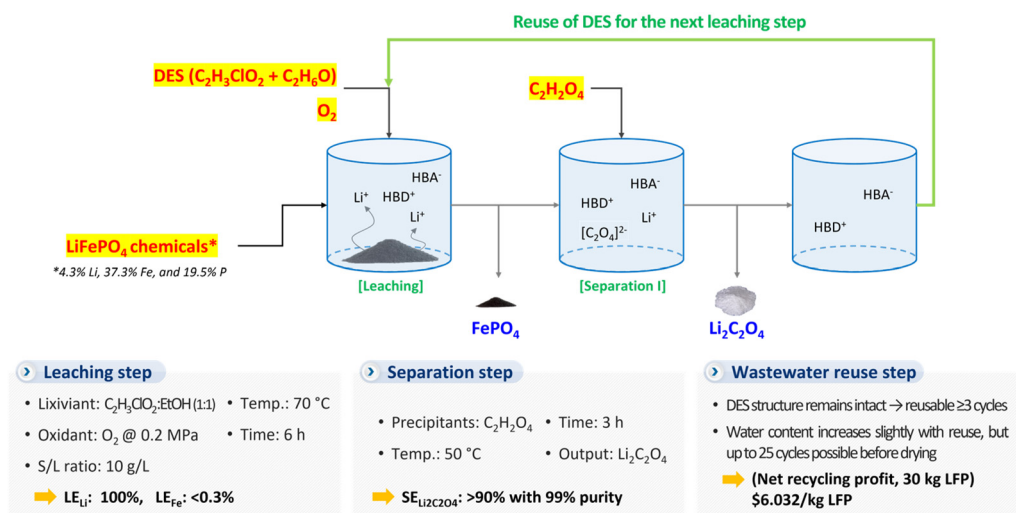 Reuse of DES for the next leaching step
DES (C₂H₃ClO₂ + C₂H₆O)
O₂
C₂H₂O₄
LiFePO₄ chemicals*
*4.3% Li, 37.3% Fe, and 19.5% P
HBA⁻
Li⁺
HBD⁺
Li⁺
[Leaching]
HBA⁻
HBD⁺
Li⁺
[C₂O₄]²⁻
[Separation I]
HBA⁻
HBD⁺
FePO₄
Li₂C₂O₄
Leaching step
• Lixiviant: C₂H₃ClO₂:EtOH (1:1)
• Temp.: 70 °C
• Oxidant: O₂ @ 0.2 MPa
• Time: 6 h
• S/L ratio: 10 g/L
LE_Li: 100%, LE_Fe: <0.3%
Separation step
• Precipitants: C₂H₂O₄
• Time: 3 h
• Temp.: 50 °C
• Output: Li₂C₂O₄
SE_Li2C2O4: >90% with 99% purity
Wastewater reuse step
• DES structure remains intact → reusable ≥3 cycles
• Water content increases slightly with reuse, but
up to 25 cycles possible before drying
(Net recycling profit, 30 kg LFP)
$6.032/kg LFP